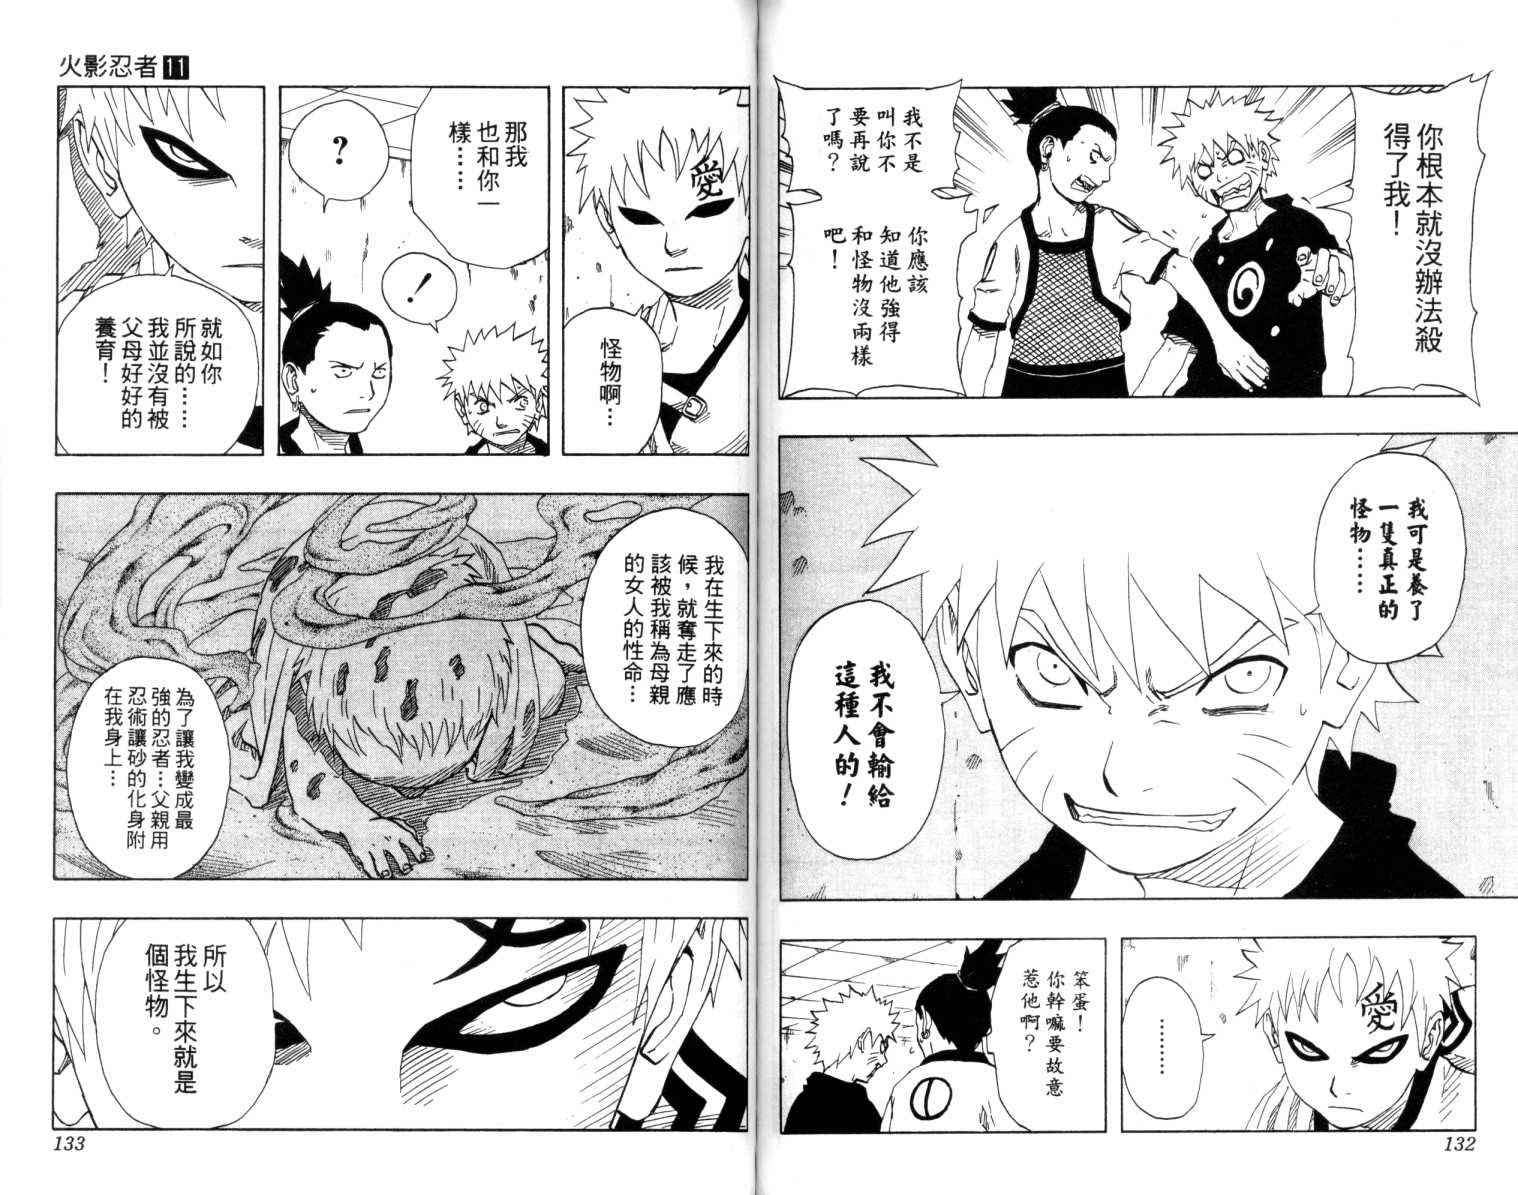 你根本就沒辦法殺
得了我！
我不是
叫你不
要再說
了嗎？
你應該
知道他強得
和怪物沒兩樣
吧！
我可是養了
一隻真正的
怪物……
我不會輸給
這種人的！
愛
………
笨蛋！
你幹嘛要故意
惹他啊？
132
火影忍者 11
愛
怪物啊…
那我
也和你一
樣……
？
！
就如你
所說的……
我並沒有被
父母好好的
養育！
我在生下來的時
候，就奪走了應
該被我稱為母親
的女人的性命…
為了讓我變成最
強的忍者…父親用
忍術讓砂的化身附
在我身上…
所以
我生下來就是
個怪物。
133